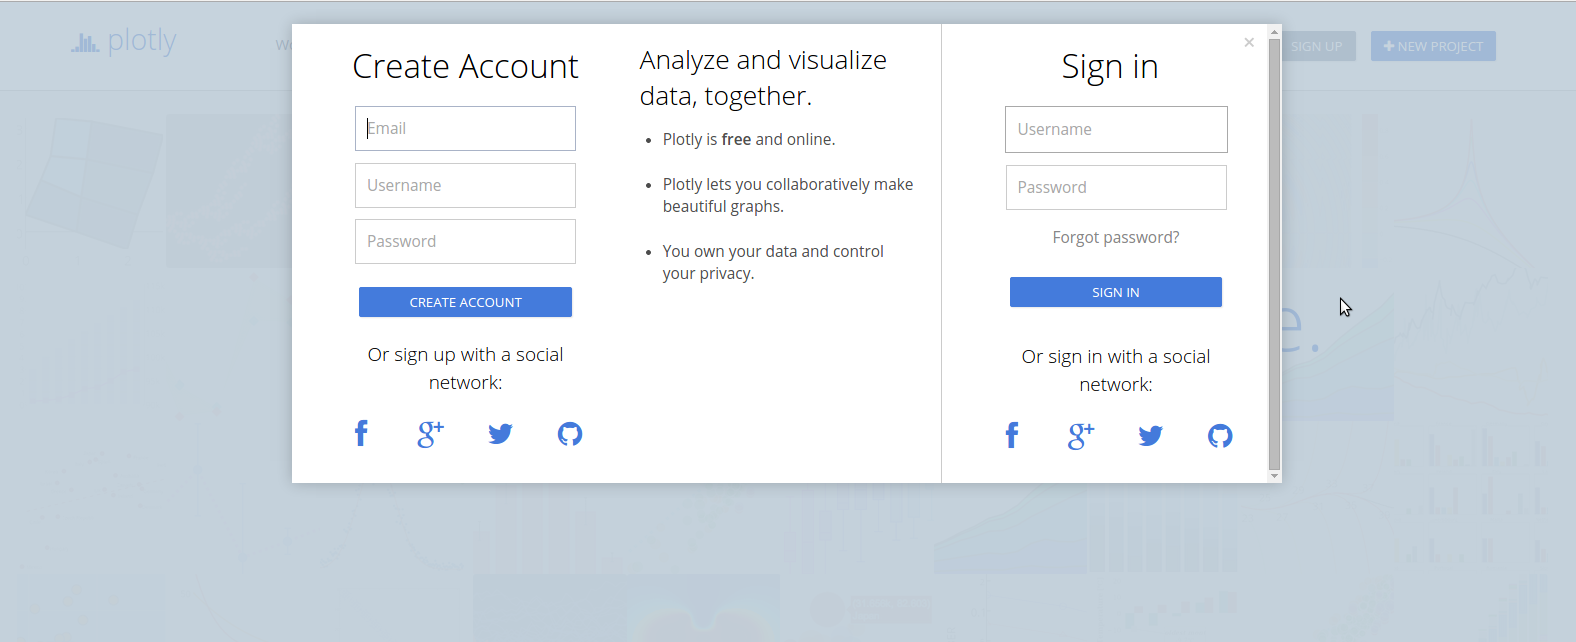 plotly
SIGN UP
NEW PROJECT
Create Account
Email
Username
Password
CREATE ACCOUNT
Or sign up with a social
network:
Analyze and visualize
data, together.
Plotly is free and online.
Plotly lets you collaboratively make
beautiful graphs.
You own your data and control
your privacy.
Sign in
Username
Password
Forgot password?
SIGN IN
Or sign in with a social
network: